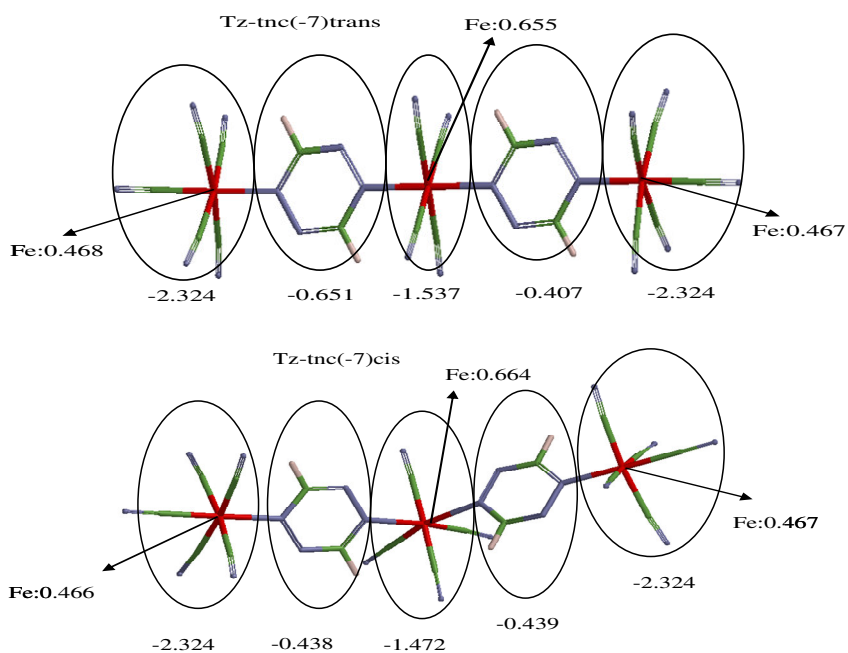 Tz-tnc(-7)trans
Fe:0.655
Fe:0.468
Fe:0.467
-2.324
-0.651
-1.537
-0.407
-2.324
Tz-tnc(-7)cis
Fe:0.664
Fe:0.467
Fe:0.466
-2.324
-0.438
-1.472
-0.439
-2.324